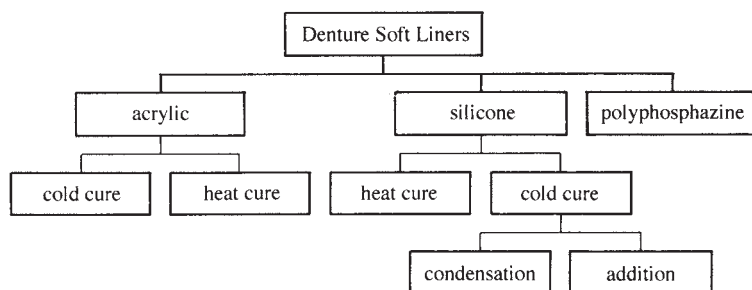 Denture Soft Liners
acrylic
silicone
polyphosphazine
cold cure
heat cure
heat cure
cold cure
condensation
addition